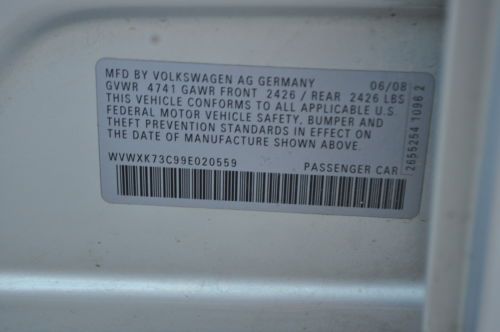 MFD BY VOLKSWAGEN AG GERMANY 06/08
GVWR 4741 GAWR FRONT 2426 / REAR 2426 LBS
THIS VEHICLE CONFORMS TO ALL APPLICABLE U.S.
FEDERAL MOTOR VEHICLE SAFETY, BUMPER AND
THEFT PREVENTION STANDARDS IN EFFECT ON
THE DATE OF MANUFACTURE SHOWN ABOVE.
WVWXK73C99E020559 PASSENGER CAR
2655254 1096 2